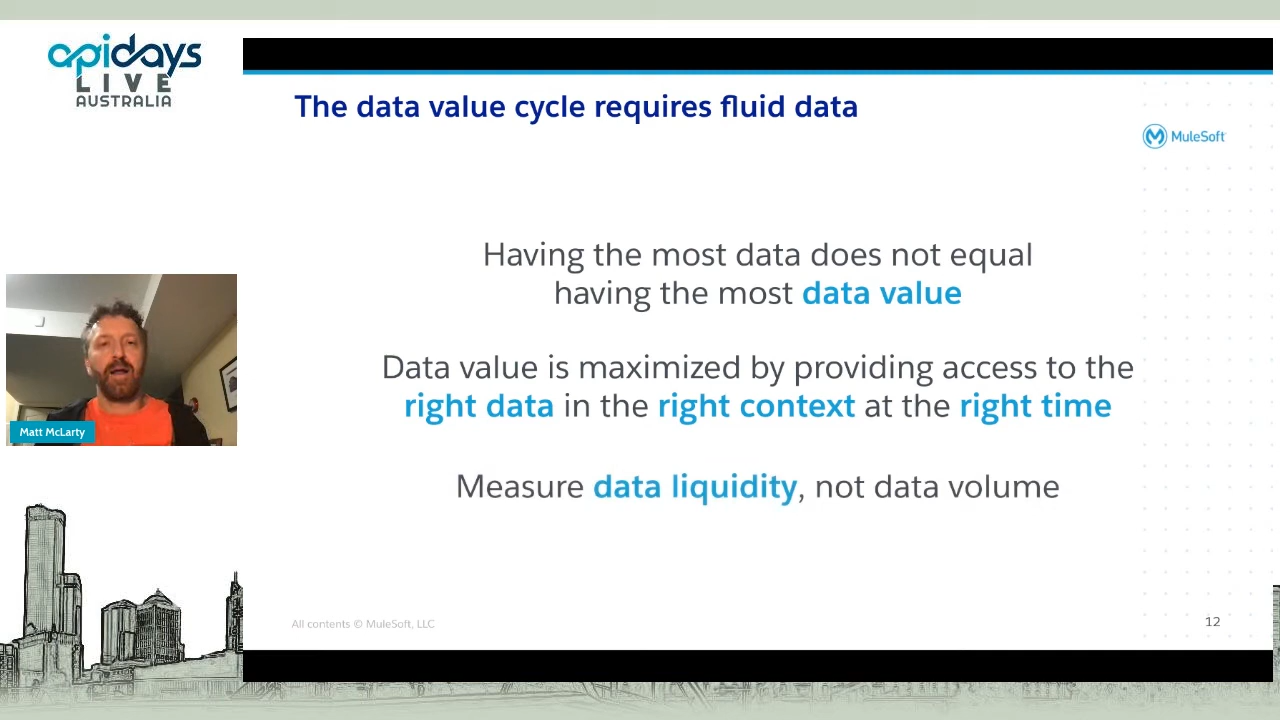 apidays
LIVE
AUSTRALIA
The data value cycle requires fluid data
MuleSoft
Having the most data does not equal
having the most data value
Data value is maximized by providing access to the
right data in the right context at the right time
Measure data liquidity, not data volume
Matt McLarty
All contents © MuleSoft, LLC
12